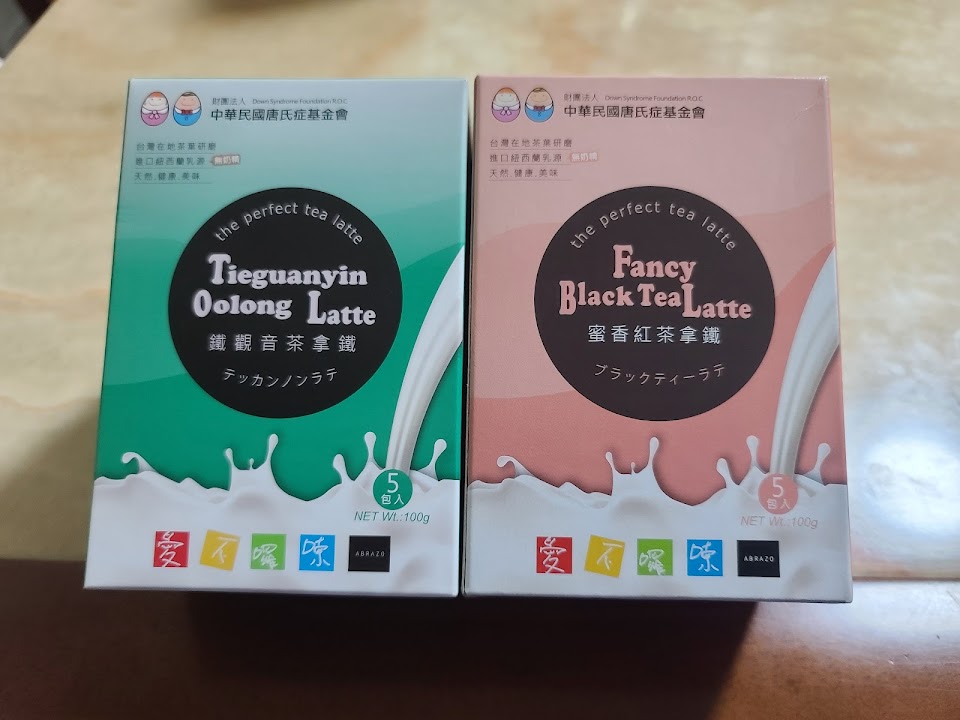 財團法人 Down Syndrome Foundation R.O.C
中華民國唐氏症基金會
台灣在地茶葉研磨
進口紐西蘭乳源 無奶精
天然.健康.美味
the perfect tea latte
Tieguanyin
Oolong Latte
鐵觀音茶拿鐵
テッカンノンラテ
5
包入
NET Wt.:100g
愛不囉嗦 ABRAZO
財團法人 Down Syndrome Foundation R.O.C
中華民國唐氏症基金會
台灣在地茶葉研磨
進口紐西蘭乳源 無奶精
天然.健康.美味
the perfect tea latte
Fancy
Black Tea Latte
蜜香紅茶拿鐵
ブラックティーラテ
5
包入
NET Wt.:100g
愛不囉嗦 ABRAZO